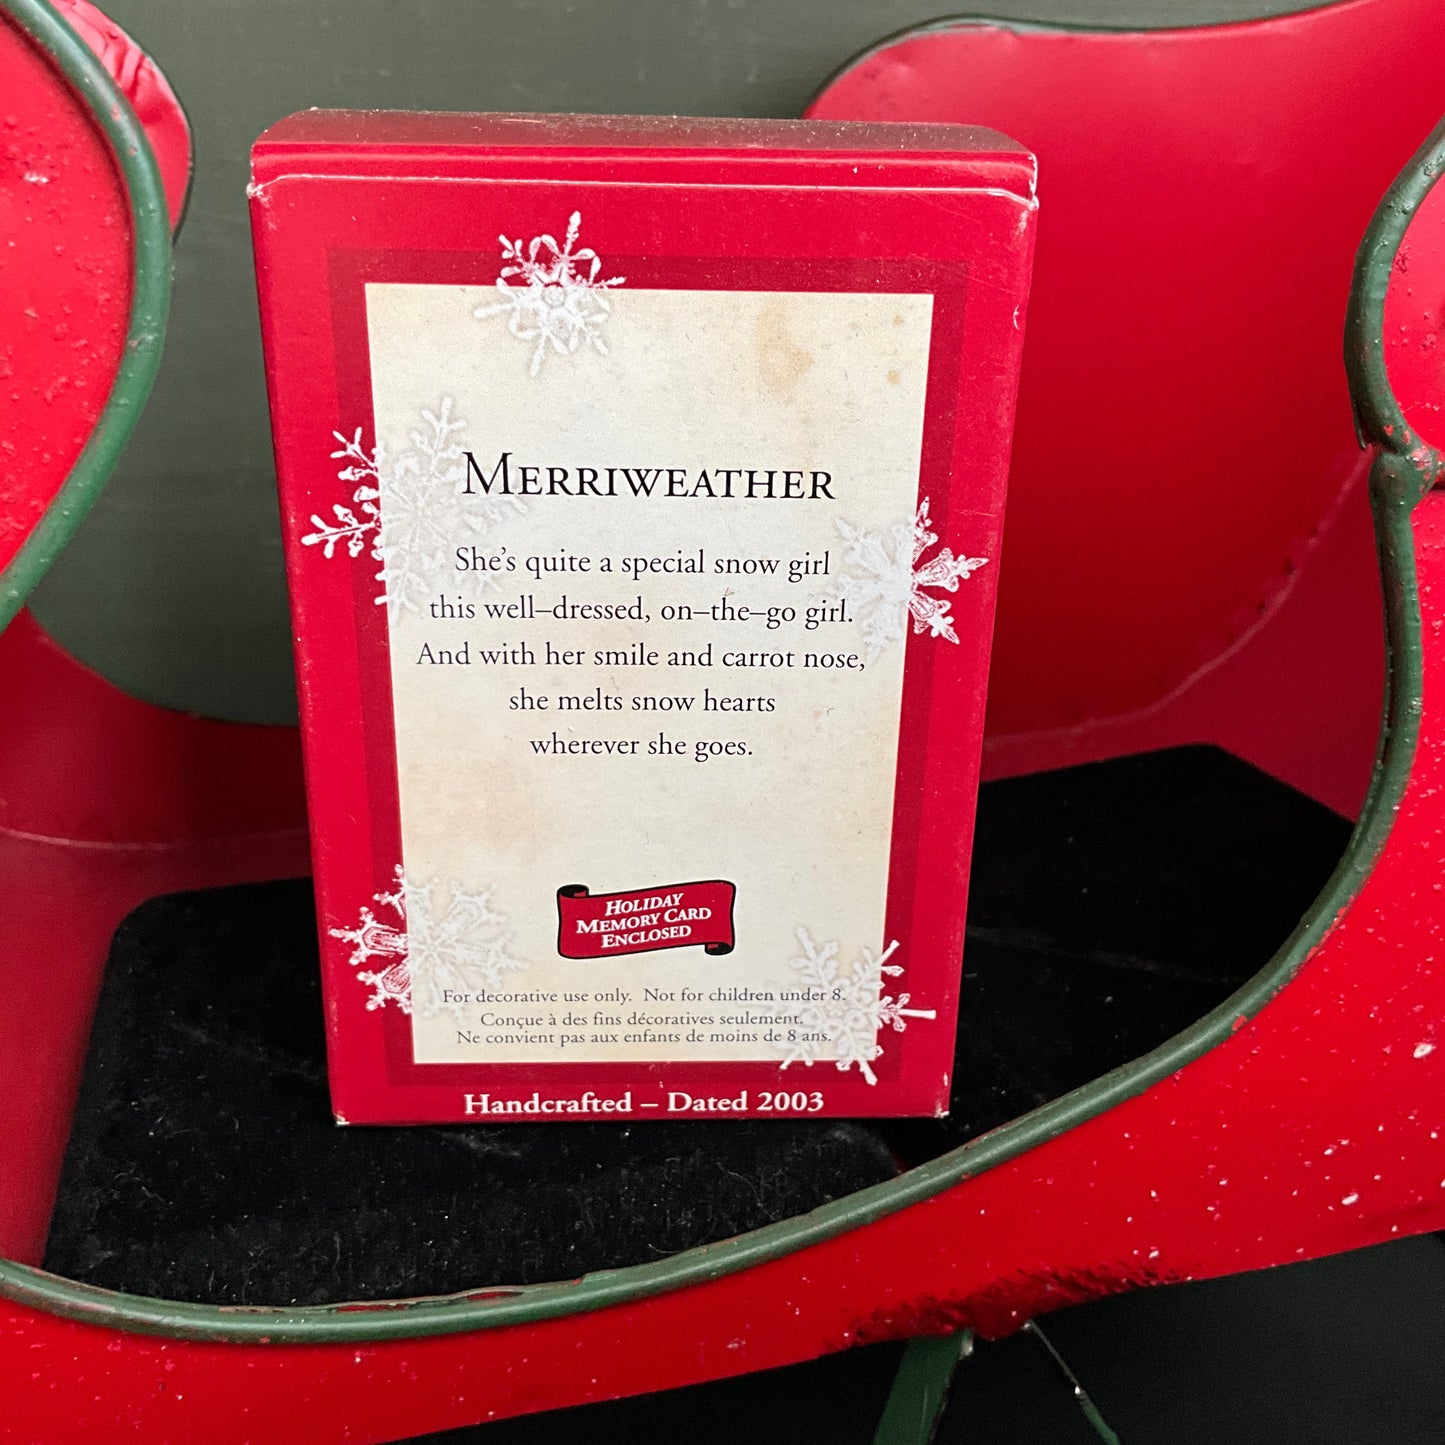 MERRIWEATHER
She's quite a special snow girl
this well–dressed, on–the–go girl.
And with her smile and carrot nose,
she melts snow hearts
wherever she goes.
HOLIDAY
MEMORY CARD
ENCLOSED
For decorative use only. Not for children under 8.
Conçue à des fins décoratives seulement.
Ne convient pas aux enfants de moins de 8 ans.
Handcrafted – Dated 2003